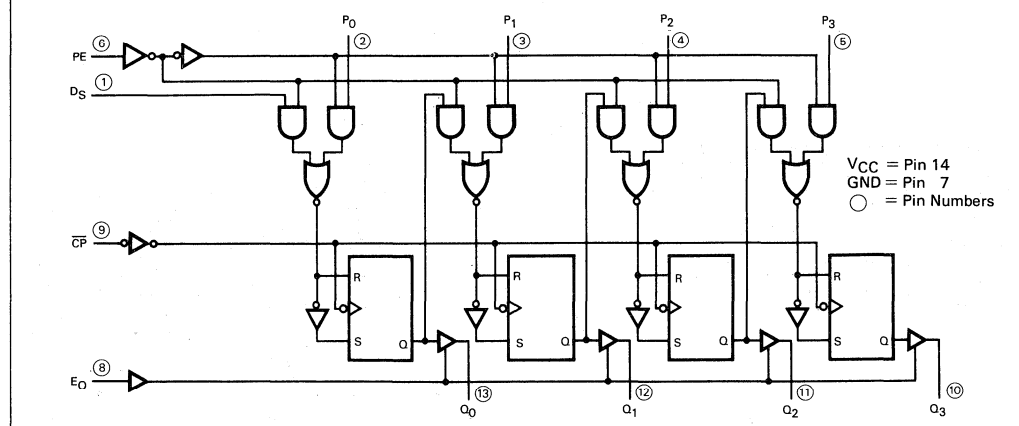 P0 P1 P2 P3
PE 6 2 3 4 5
DS 1
VCC = Pin 14
GND = Pin 7
○ = Pin Numbers
CP 9
R R R R
S Q S Q S Q S Q
EO 8
13 12 11 10
Q0 Q1 Q2 Q3